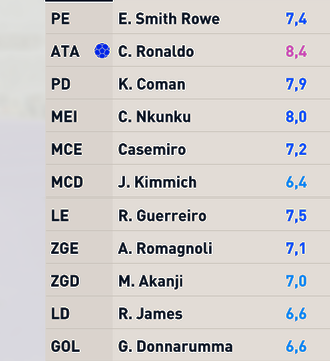 PE E. Smith Rowe 7,4
ATA C. Ronaldo 8,4
PD K. Coman 7,9
MEI C. Nkunku 8,0
MCE Casemiro 7,2
MCD J. Kimmich 6,4
LE R. Guerreiro 7,5
ZGE A. Romagnoli 7,1
ZGD M. Akanji 7,0
LD R. James 6,6
GOL G. Donnarumma 6,6